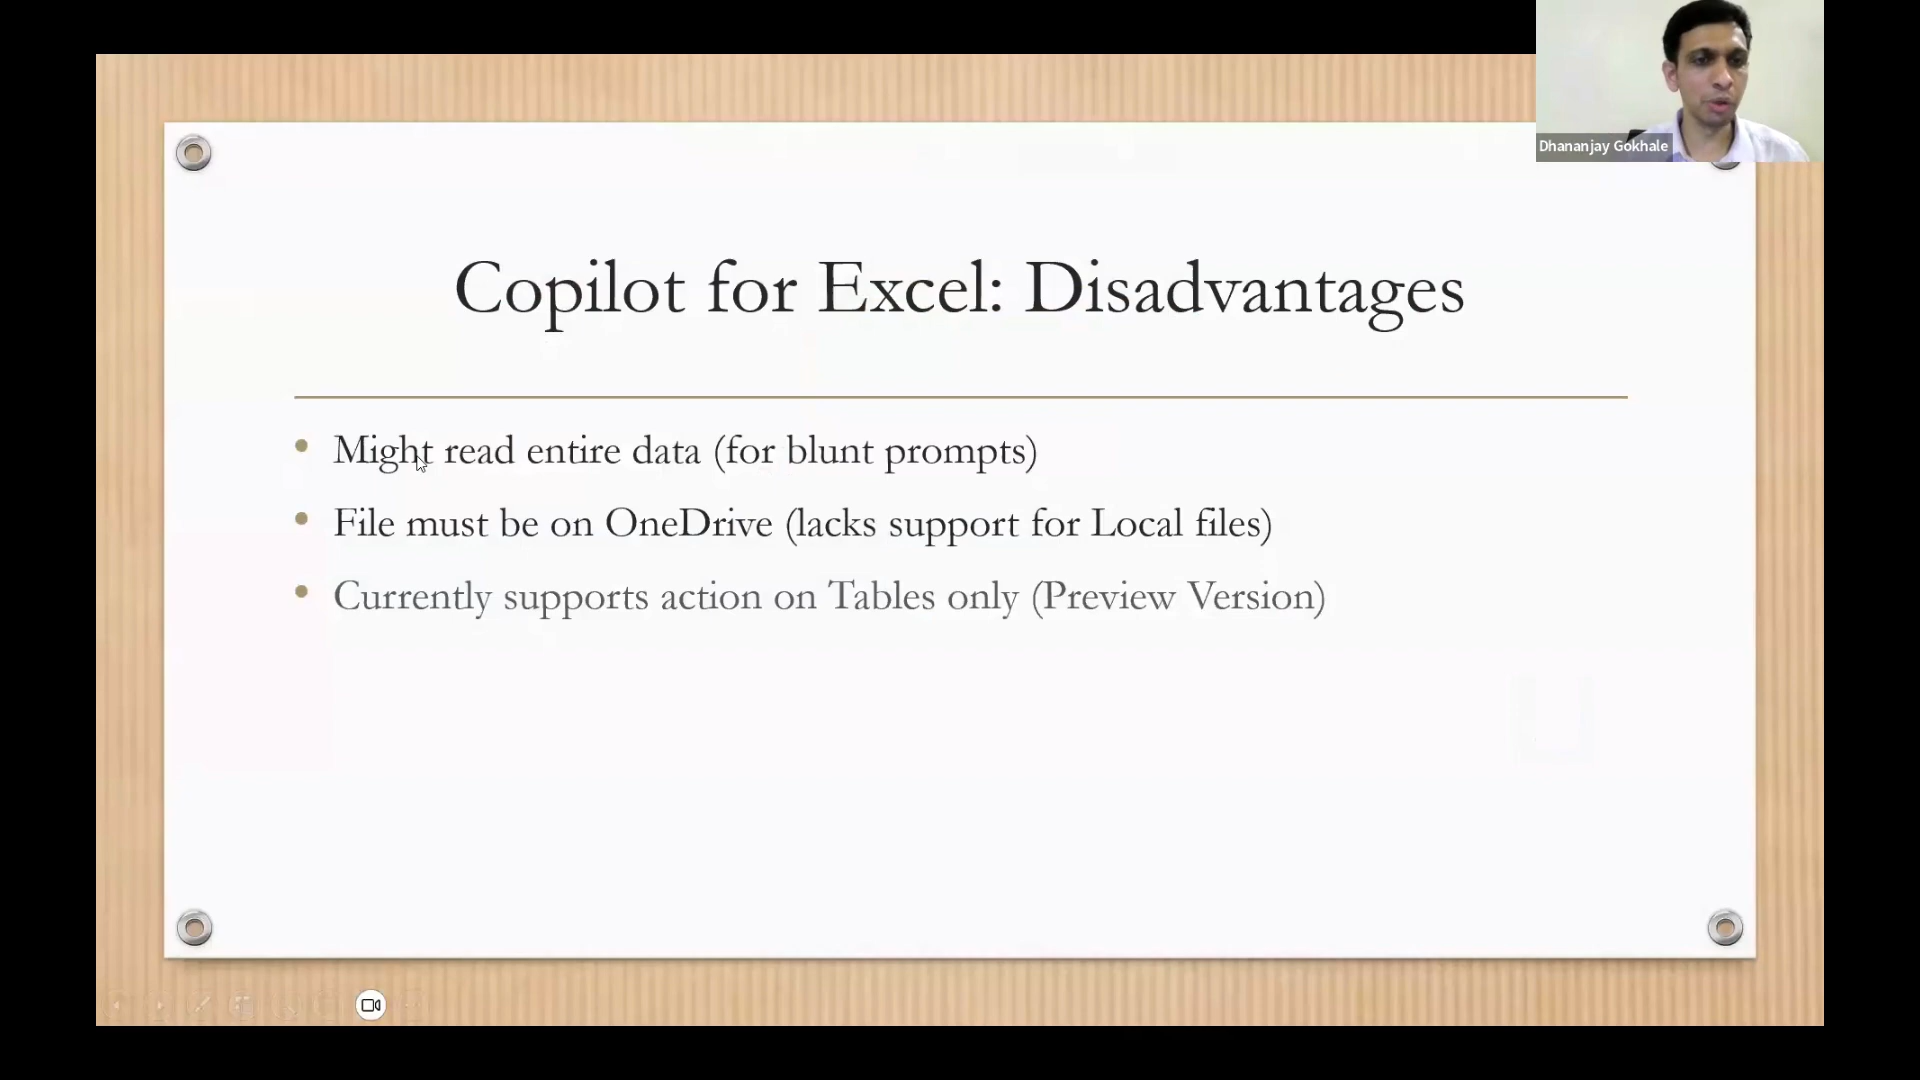 Dhananjay Gokhale
Copilot for Excel: Disadvantages
Might read entire data (for blunt prompts)
File must be on OneDrive (lacks support for Local files)
Currently supports action on Tables only (Preview Version)